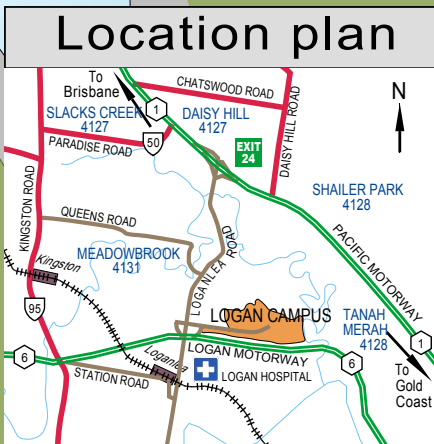 Location plan
To
Brisbane
CHATSWOOD ROAD
N
1
SLACKS CREEK
4127
DAISY HILL
4127
50
PARADISE ROAD
EXIT
24
DAISY HILL ROAD
SHAILER PARK
4128
KINGSTON ROAD
QUEENS ROAD
LOGANLEA ROAD
PACIFIC MOTORWAY
MEADOWBROOK
4131
Kingston
95
LOGAN CAMPUS
TANAH
MERAH
4128
1
6
LOGAN MOTORWAY
6
Loganlea
STATION ROAD
LOGAN HOSPITAL
To
Gold
Coast